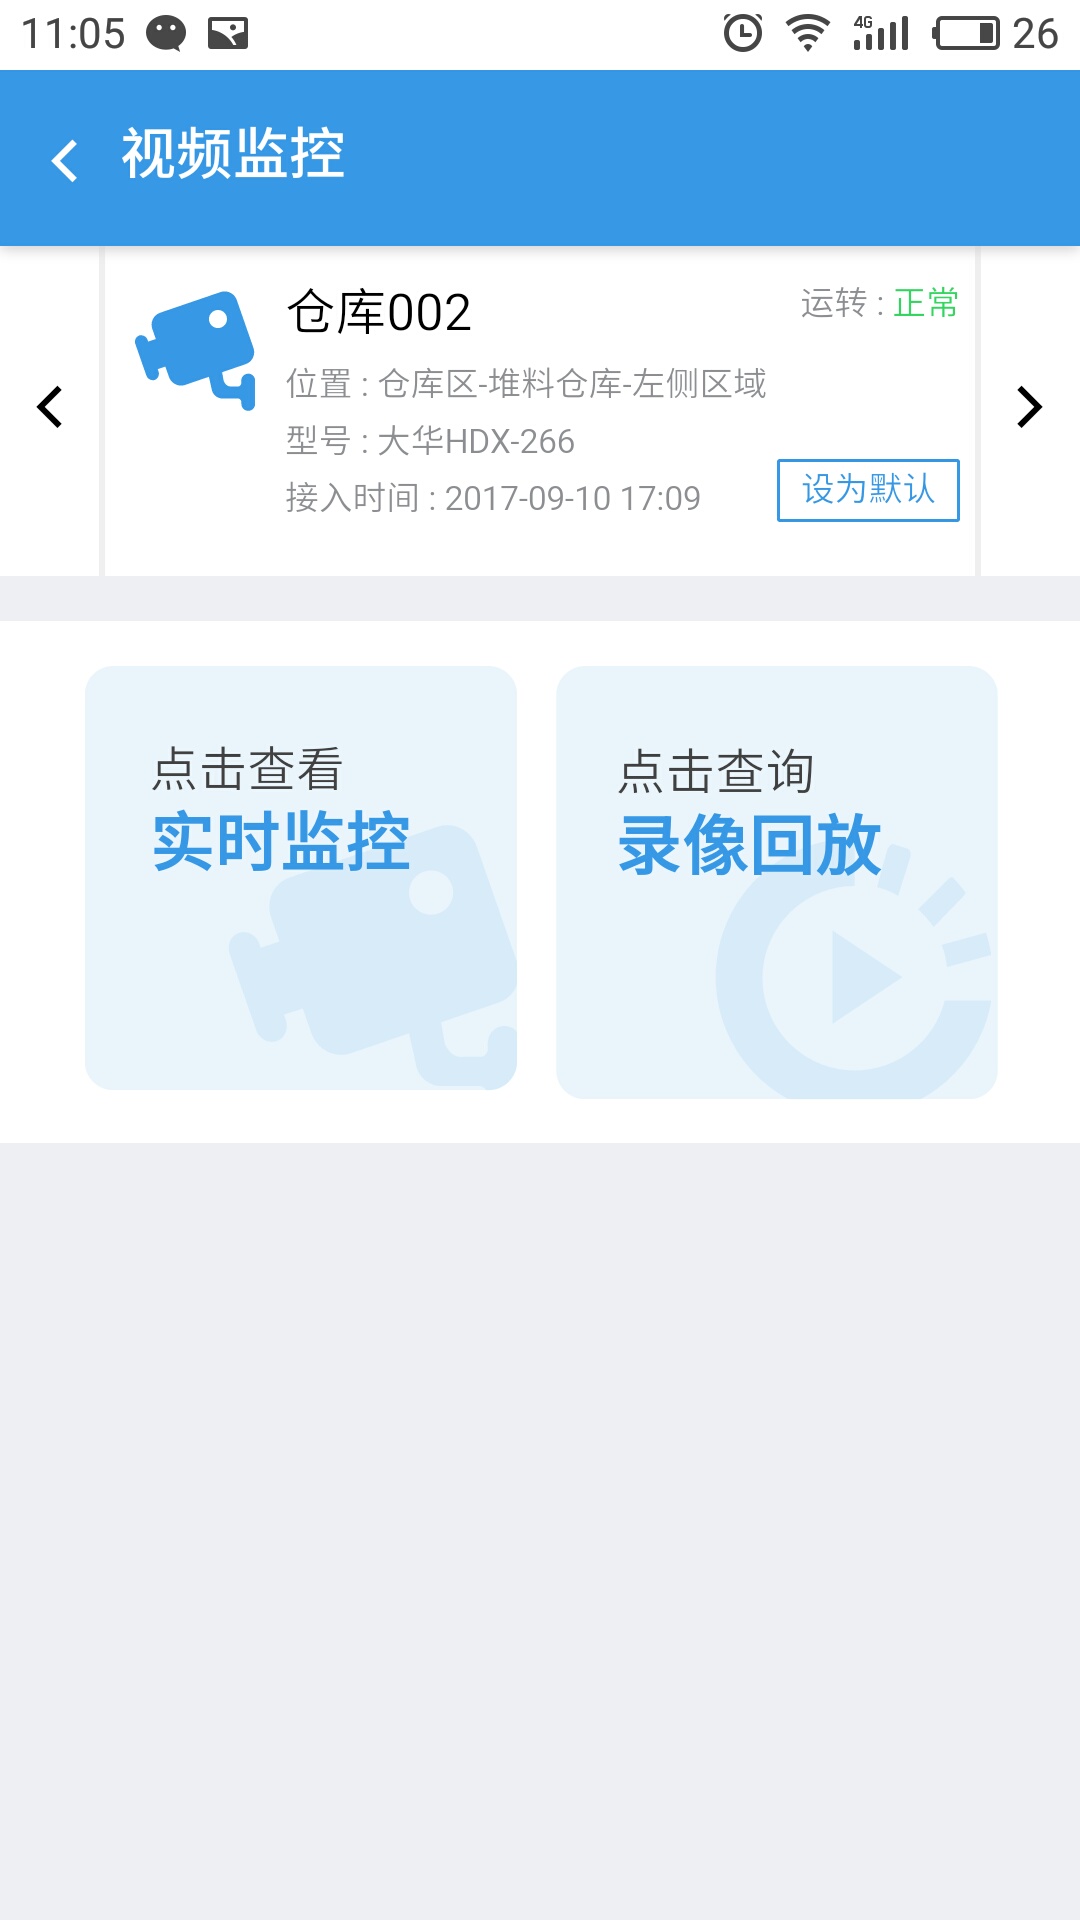 11:05 4G 26
视频监控
仓库002
运转 : 正常
位置 : 仓库区-堆料仓库-左侧区域
型号 : 大华HDX-266
接入时间 : 2017-09-10 17:09
设为默认
点击查看
实时监控
点击查询
录像回放